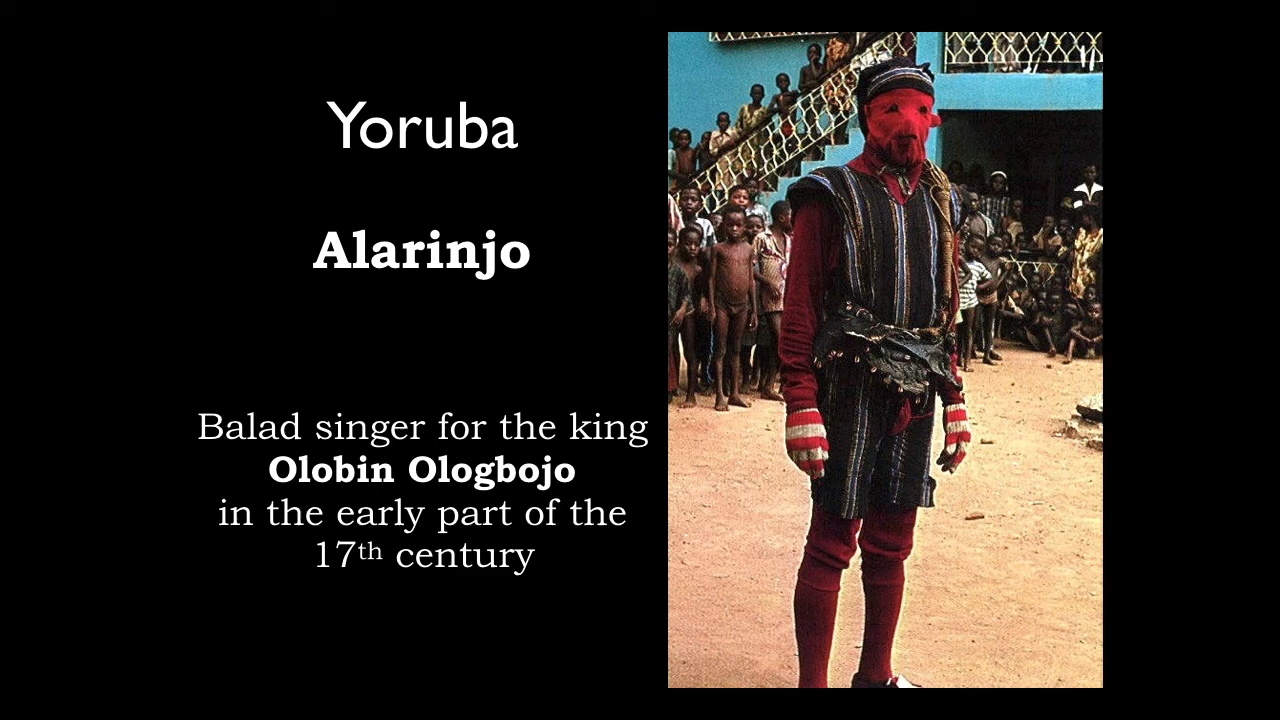 Yoruba
Alarinjo
Balad singer for the king
Olobin Ologbojo
in the early part of the
17th century